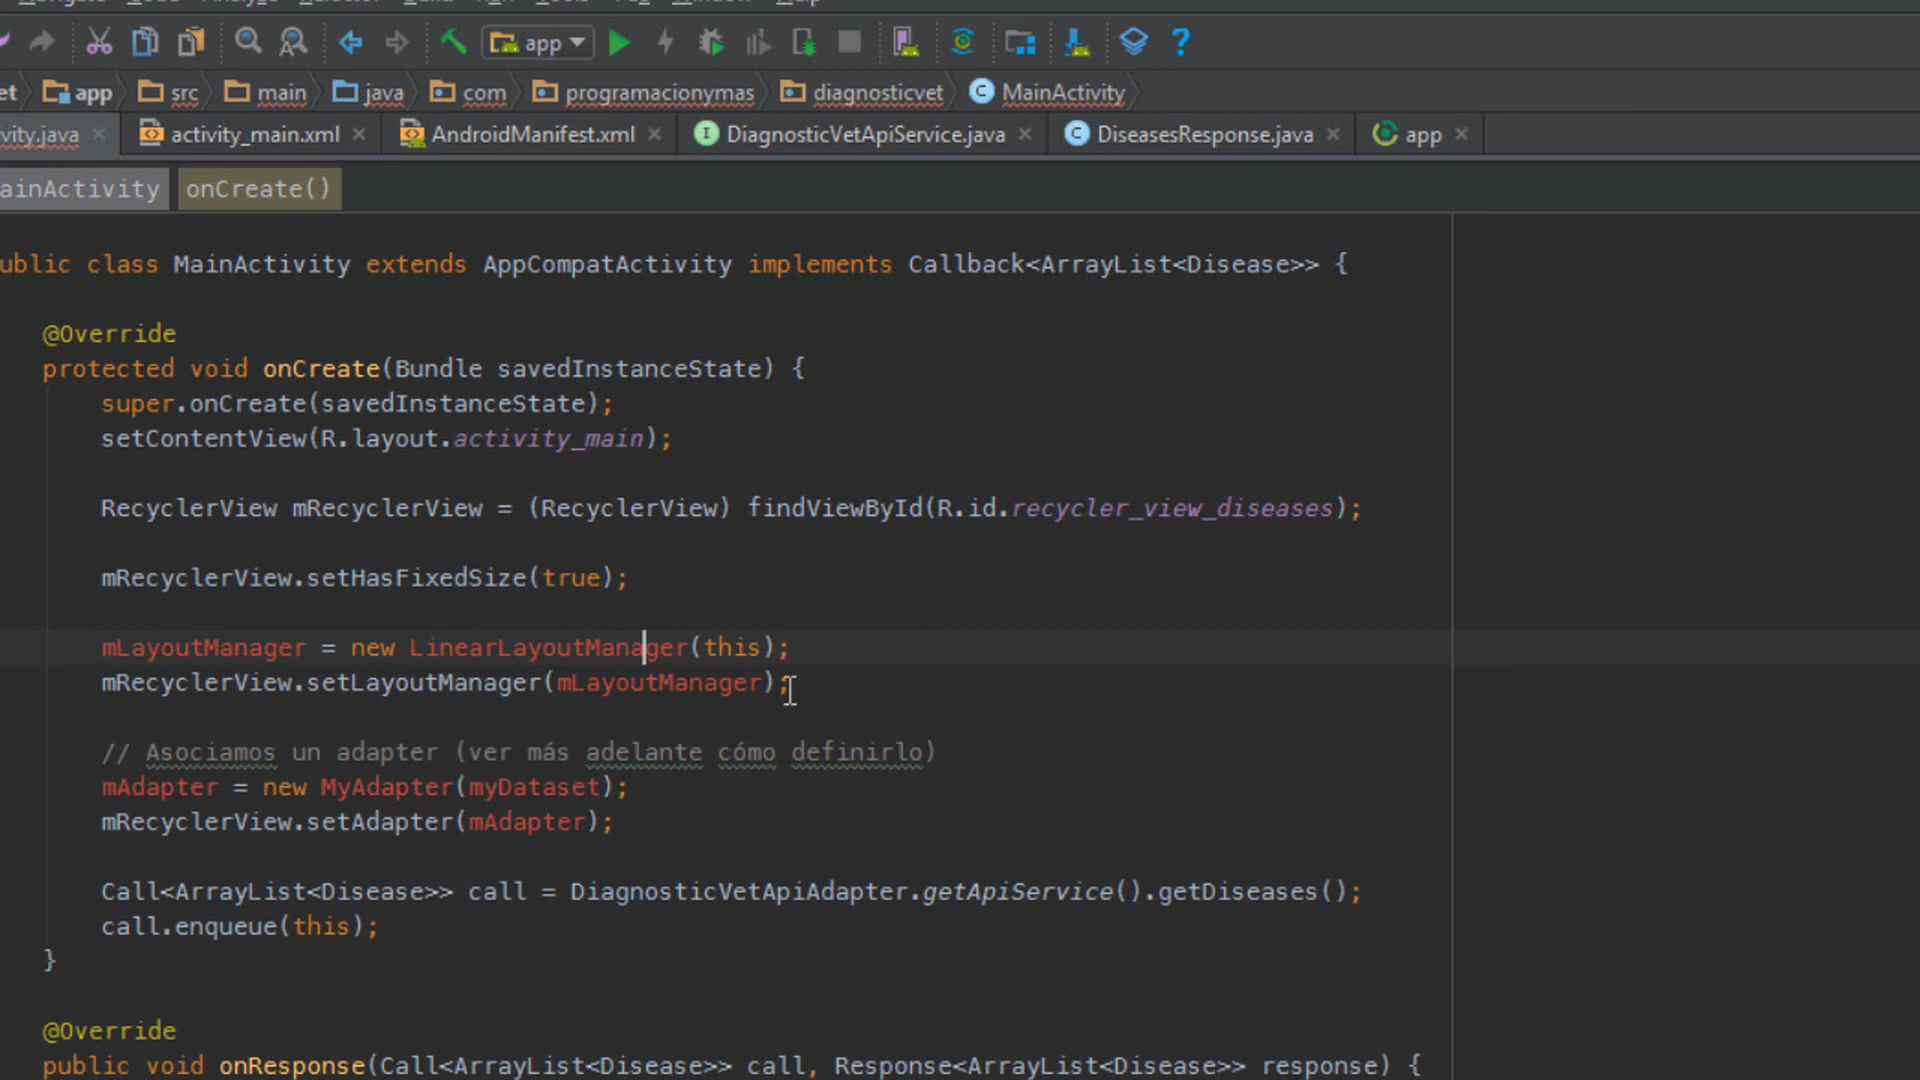 app
et app src main java com programacionymas diagnosticvet MainActivity
vity.java activity_main.xml AndroidManifest.xml DiagnosticVetApiService.java DiseasesResponse.java app
ainActivity onCreate()
ublic class MainActivity extends AppCompatActivity implements Callback<ArrayList<Disease>> {
@Override
protected void onCreate(Bundle savedInstanceState) {
super.onCreate(savedInstanceState);
setContentView(R.layout.activity_main);
RecyclerView mRecyclerView = (RecyclerView) findViewById(R.id.recycler_view_diseases);
mRecyclerView.setHasFixedSize(true);
mLayoutManager = new LinearLayoutManager(this);
mRecyclerView.setLayoutManager(mLayoutManager);
// Asociamos un adapter (ver más adelante cómo definirlo)
mAdapter = new MyAdapter(myDataset);
mRecyclerView.setAdapter(mAdapter);
Call<ArrayList<Disease>> call = DiagnosticVetApiAdapter.getApiService().getDiseases();
call.enqueue(this);
}
@Override
public void onResponse(Call<ArrayList<Disease>> call, Response<ArrayList<Disease>> response) {